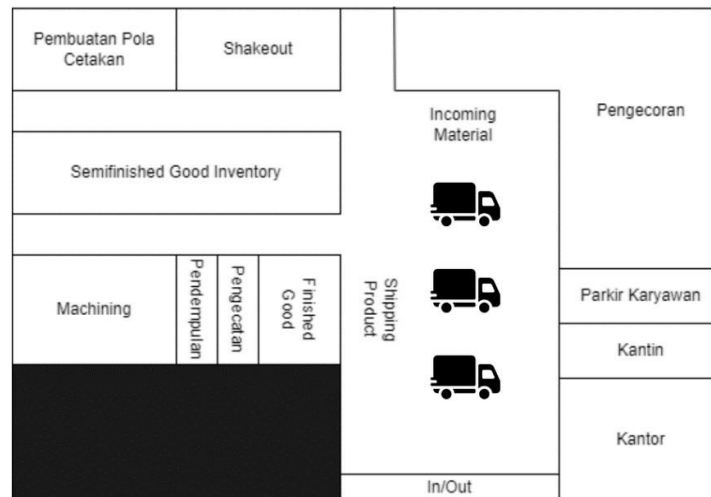 Pembuatan Pola
Cetakan
Shakeout
Incoming
Material
Pengecoran
Semifinished Good Inventory
Machining
Pendempulan
Pengecatan
Finished
Good
Shipping
Product
Parkir Karyawan
Kantin
Kantor
In/Out